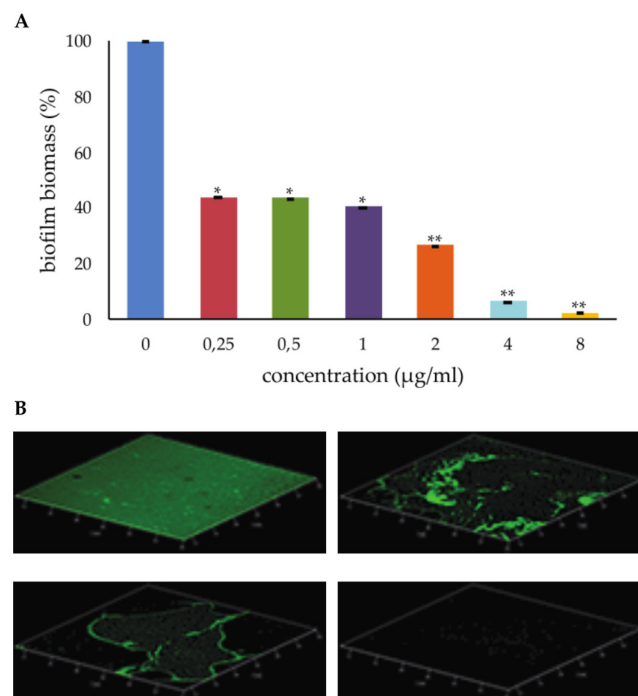 A
100
80
60
40
20
0
biofilm biomass (%)
* * * ** ** **
0 0,25 0,5 1 2 4 8
concentration (µg/ml)
B